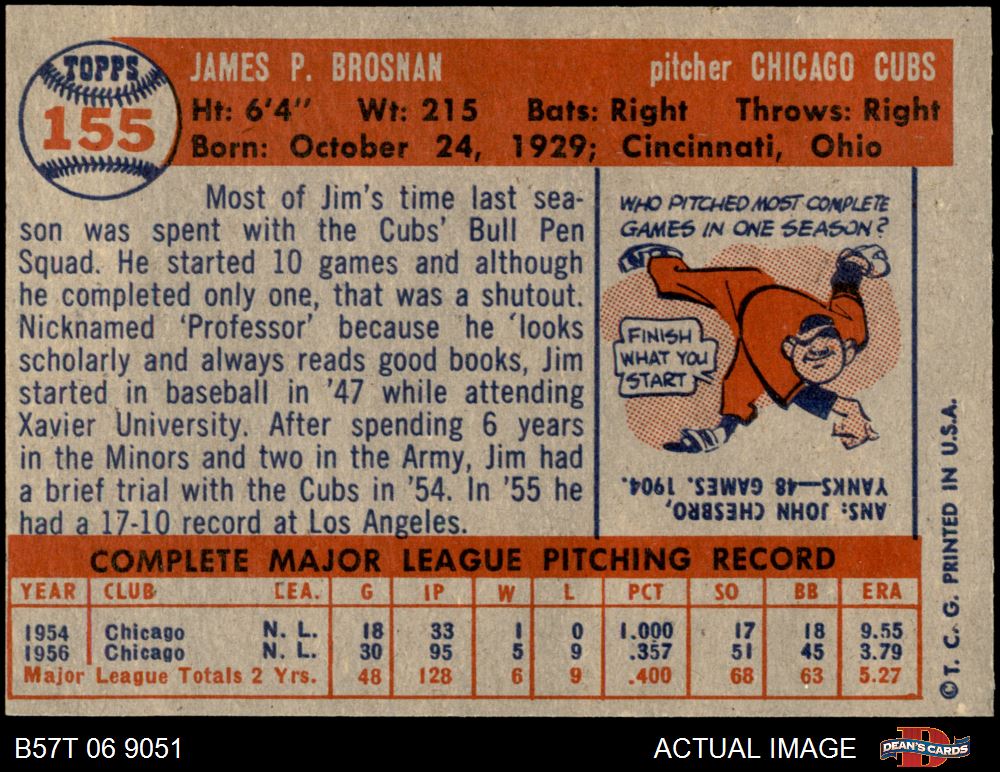 TOPPS
155
JAMES P. BROSNAN pitcher CHICAGO CUBS
Ht: 6'4" Wt: 215 Bats: Right Throws: Right
Born: October 24, 1929; Cincinnati, Ohio
Most of Jim's time last sea-
son was spent with the Cubs' Bull Pen
Squad. He started 10 games and although
he completed only one, that was a shutout.
Nicknamed 'Professor' because he 'looks
scholarly and always reads good books, Jim
started in baseball in '47 while attending
Xavier University. After spending 6 years
in the Minors and two in the Army, Jim had
a brief trial with the Cubs in '54. In '55 he
had a 17-10 record at Los Angeles.
WHO PITCHED MOST COMPLETE
GAMES IN ONE SEASON?
FINISH
WHAT YOU
START
ANS: JOHN CHESBRO,
YANKS—48 GAMES. 1904.
COMPLETE MAJOR LEAGUE PITCHING RECORD
YEAR CLUB LEA. G IP W L PCT SO BB ERA
1954 Chicago N. L. 18 33 1 0 1.000 17 18 9.55
1956 Chicago N. L. 30 95 5 9 .357 51 45 3.79
Major League Totals 2 Yrs. 48 128 6 9 .400 68 63 5.27
© T. C. G. PRINTED IN U.S.A.
B57T 06 9051 ACTUAL IMAGE
D
DEAN'S CARDS